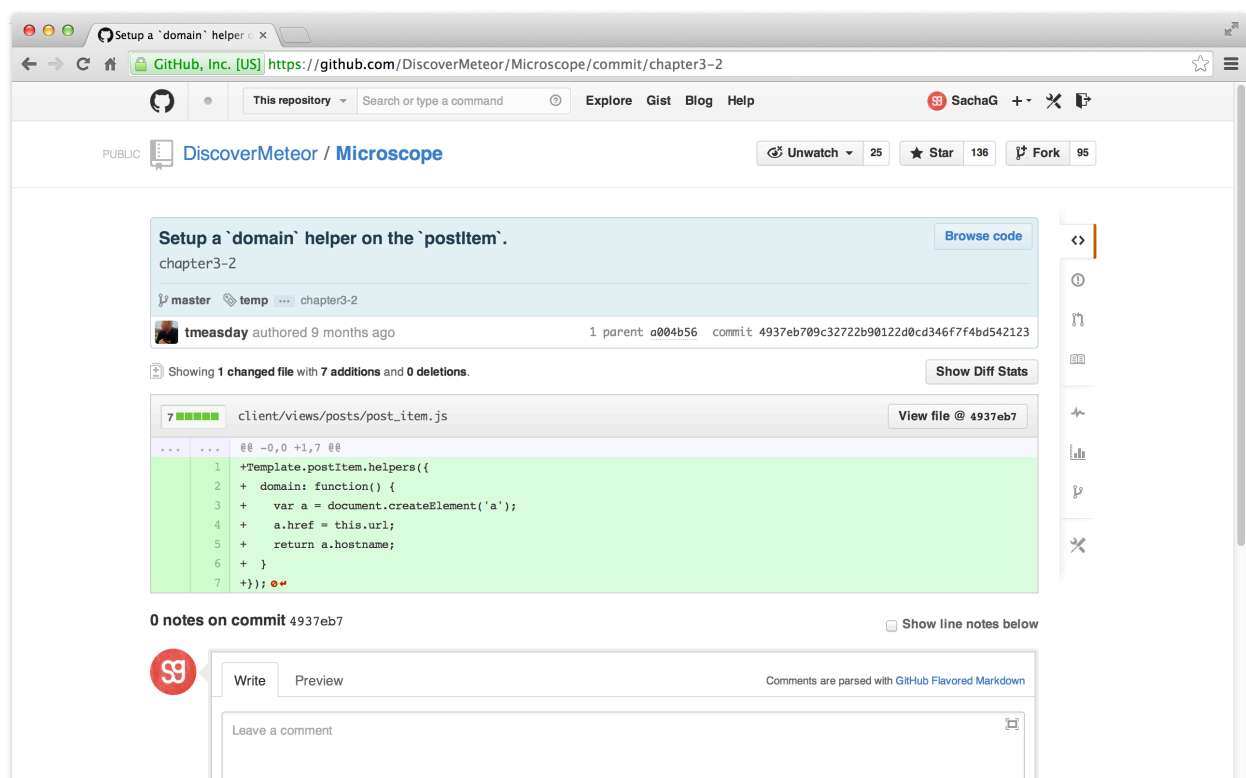 Setup a `domain` helper o
GitHub, Inc. [US] https://github.com/DiscoverMeteor/Microscope/commit/chapter3-2
This repository Search or type a command Explore Gist Blog Help SachaG
PUBLIC DiscoverMeteor / Microscope Unwatch 25 Star 136 Fork 95
Setup a `domain` helper on the `postItem`. Browse code
chapter3-2
master temp ... chapter3-2
tmeasday authored 9 months ago 1 parent a004b56 commit 4937eb709c32722b90122d0cd346f7f4bd542123
Showing 1 changed file with 7 additions and 0 deletions. Show Diff Stats
7 client/views/posts/post_item.js View file @ 4937eb7
... ... @@ -0,0 +1,7 @@
1 +Template.postItem.helpers({
2 +  domain: function() {
3 +    var a = document.createElement('a');
4 +    a.href = this.url;
5 +    return a.hostname;
6 +  }
7 +});
0 notes on commit 4937eb7 Show line notes below
sg Write Preview Comments are parsed with GitHub Flavored Markdown
Leave a comment